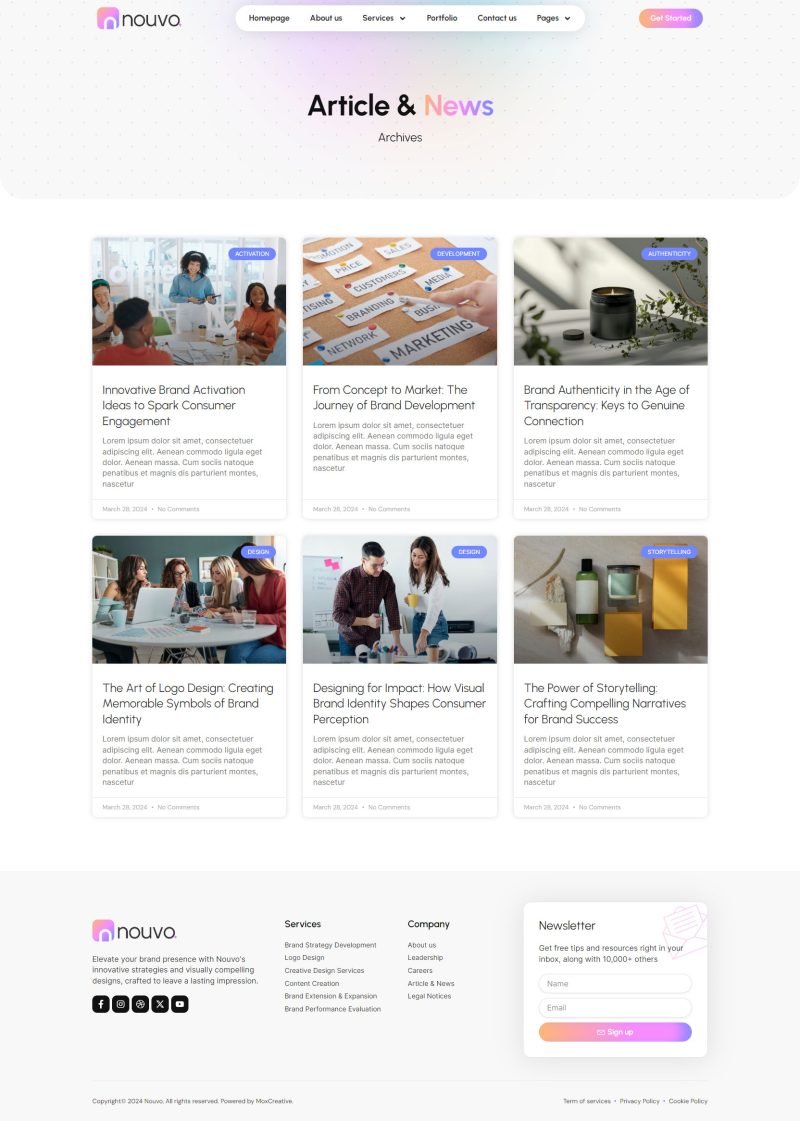 nouvo.
Homepage
About us
Services
Portfolio
Contact us
Pages
Get Started
Article & News
Archives
ACTIVATION
Innovative Brand Activation
Ideas to Spark Consumer
Engagement
Lorem ipsum dolor sit amet, consectetuer
adipiscing elit. Aenean commodo ligula eget
dolor. Aenean massa. Cum sociis natoque
penatibus et magnis dis parturient montes,
nascetur
March 28, 2024 • No Comments
DEVELOPMENT
PROMOTION
SALES
PRICE
CUSTOMERS
MEDIA
BRANDING
NETWORK
MARKETING
From Concept to Market: The
Journey of Brand Development
Lorem ipsum dolor sit amet, consectetuer
adipiscing elit. Aenean commodo ligula eget
dolor. Aenean massa. Cum sociis natoque
penatibus et magnis dis parturient montes,
nascetur
March 28, 2024 • No Comments
AUTHENTICITY
Brand Authenticity in the Age of
Transparency: Keys to Genuine
Connection
Lorem ipsum dolor sit amet, consectetuer
adipiscing elit. Aenean commodo ligula eget
dolor. Aenean massa. Cum sociis natoque
penatibus et magnis dis parturient montes,
nascetur
March 28, 2024 • No Comments
DESIGN
The Art of Logo Design: Creating
Memorable Symbols of Brand
Identity
Lorem ipsum dolor sit amet, consectetuer
adipiscing elit. Aenean commodo ligula eget
dolor. Aenean massa. Cum sociis natoque
penatibus et magnis dis parturient montes,
nascetur
March 28, 2024 • No Comments
DESIGN
Designing for Impact: How Visual
Brand Identity Shapes Consumer
Perception
Lorem ipsum dolor sit amet, consectetuer
adipiscing elit. Aenean commodo ligula eget
dolor. Aenean massa. Cum sociis natoque
penatibus et magnis dis parturient montes,
nascetur
March 28, 2024 • No Comments
STORYTELLING
The Power of Storytelling:
Crafting Compelling Narratives
for Brand Success
Lorem ipsum dolor sit amet, consectetuer
adipiscing elit. Aenean commodo ligula eget
dolor. Aenean massa. Cum sociis natoque
penatibus et magnis dis parturient montes,
nascetur
March 28, 2024 • No Comments
nouvo.
Elevate your brand presence with Nouvo's
innovative strategies and visually compelling
designs, crafted to leave a lasting impression.
Services
Brand Strategy Development
Logo Design
Creative Design Services
Content Creation
Brand Extension & Expansion
Brand Performance Evaluation
Company
About us
Leadership
Careers
Article & News
Legal Notices
Newsletter
Get free tips and resources right in your
inbox, along with 10,000+ others
Name
Email
Sign up
Copyright© 2024 Nouvo, All rights reserved. Powered by MoxCreative.
Term of services • Privacy Policy • Cookie Policy